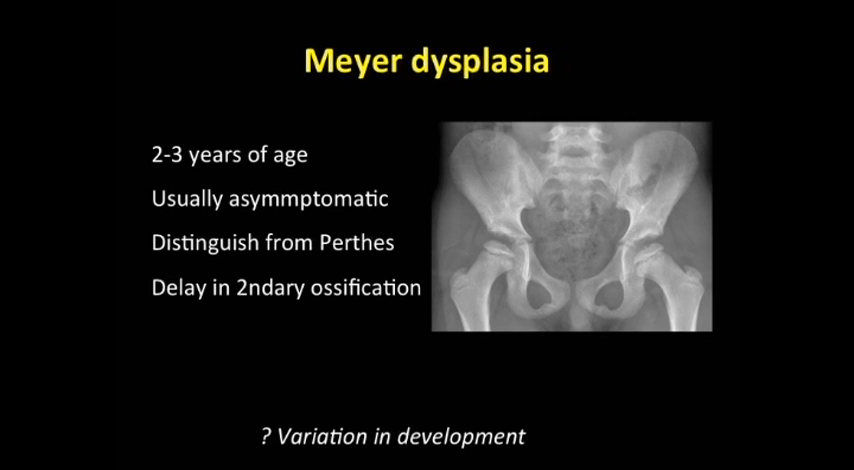 Meyer dysplasia
2-3 years of age
Usually asymmptomatic
Distinguish from Perthes
Delay in 2ndary ossification
? Variation in development